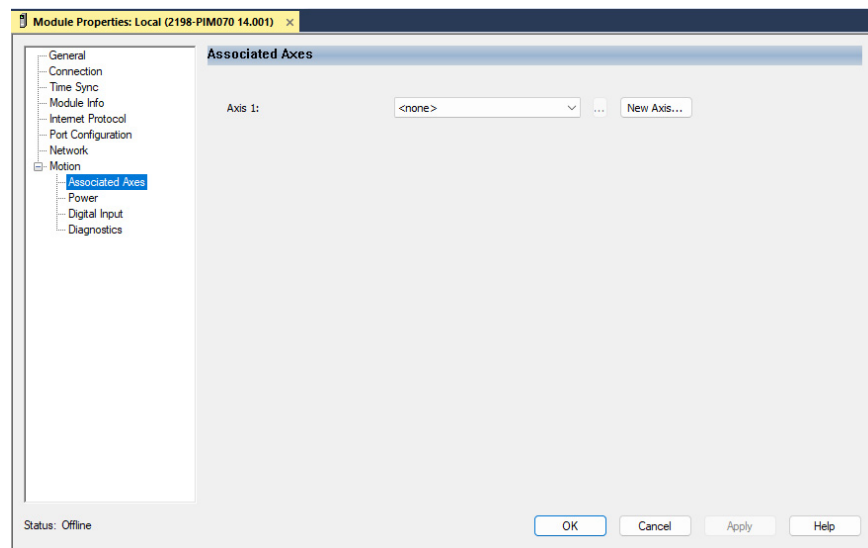 Module Properties: Local (2198-PIM070 14.001) ×
General
Connection
Time Sync
Module Info
Internet Protocol
Port Configuration
Network
Motion
Associated Axes
Power
Digital Input
Diagnostics
Associated Axes
Axis 1: <none> ... New Axis...
Status: Offline
OK Cancel Apply Help